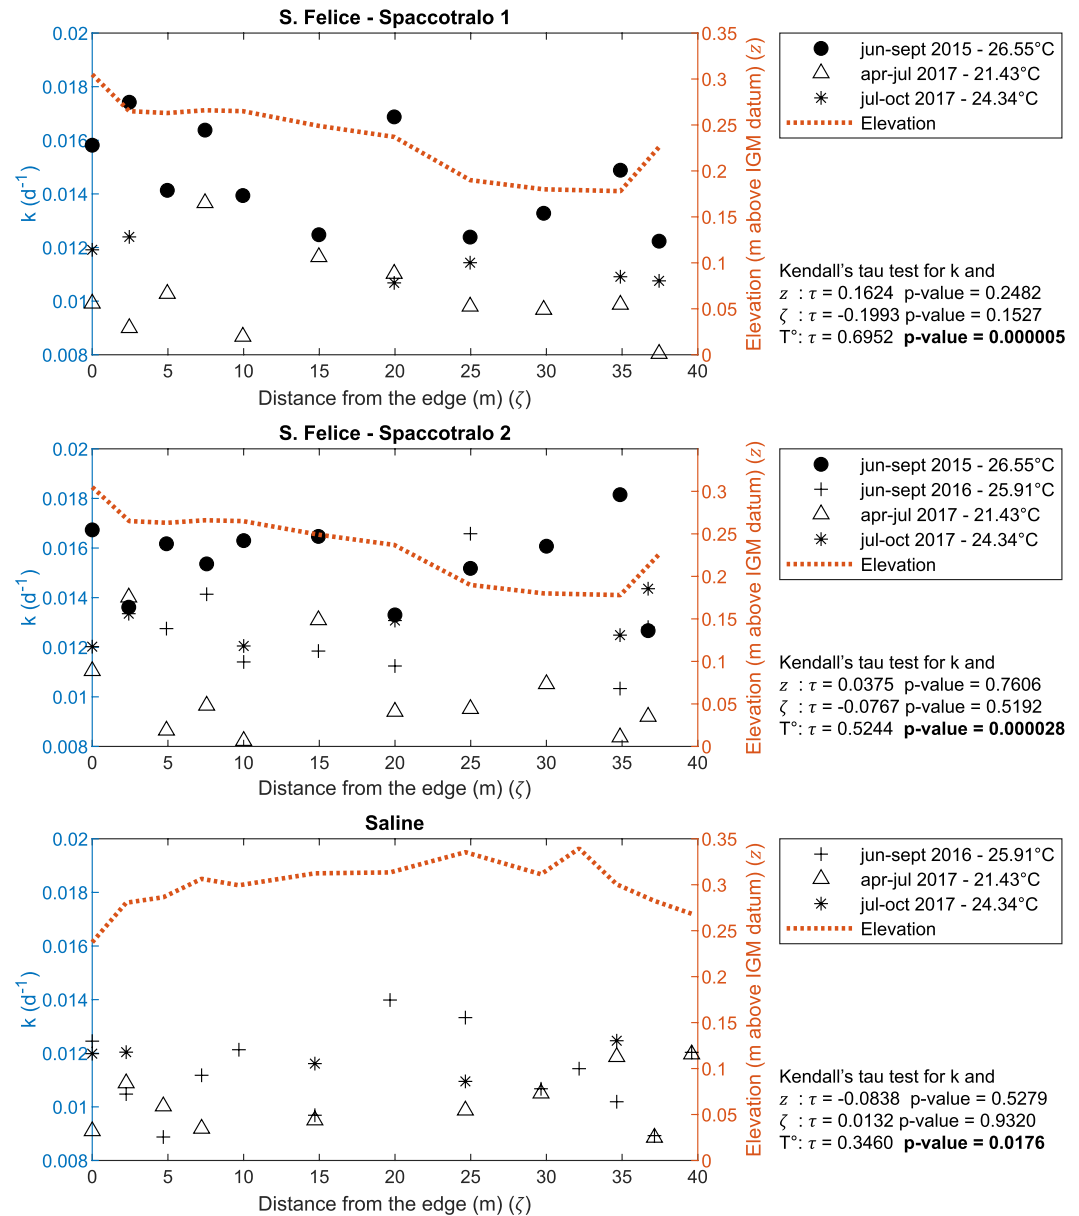 S. Felice - Spaccotralo 1
0.02
0.018
0.016
0.014
0.012
0.01
0.008
k (d⁻¹)
0.35
0.3
0.25
0.2
0.15
0.1
0.05
0
Elevation (m above IGM datum) (z)
0 5 10 15 20 25 30 35 40
Distance from the edge (m) (ζ)
jun-sept 2015 - 26.55°C
apr-jul 2017 - 21.43°C
jul-oct 2017 - 24.34°C
Elevation
Kendall's tau test for k and
z : τ = 0.1624 p-value = 0.2482
ζ : τ = -0.1993 p-value = 0.1527
T°: τ = 0.6952 p-value = 0.000005
S. Felice - Spaccotralo 2
0.02
0.018
0.016
0.014
0.012
0.01
0.008
k (d⁻¹)
0.3
0.25
0.2
0.15
0.1
0.05
0
Elevation (m above IGM datum) (z)
0 5 10 15 20 25 30 35 40
Distance from the edge (m) (ζ)
jun-sept 2015 - 26.55°C
jun-sept 2016 - 25.91°C
apr-jul 2017 - 21.43°C
jul-oct 2017 - 24.34°C
Elevation
Kendall's tau test for k and
z : τ = 0.0375 p-value = 0.7606
ζ : τ = -0.0767 p-value = 0.5192
T°: τ = 0.5244 p-value = 0.000028
Saline
0.02
0.018
0.016
0.014
0.012
0.01
0.008
k (d⁻¹)
0.35
0.3
0.25
0.2
0.15
0.1
0.05
0
Elevation (m above IGM datum) (z)
0 5 10 15 20 25 30 35 40
Distance from the edge (m) (ζ)
jun-sept 2016 - 25.91°C
apr-jul 2017 - 21.43°C
jul-oct 2017 - 24.34°C
Elevation
Kendall's tau test for k and
z : τ = -0.0838 p-value = 0.5279
ζ : τ = 0.0132 p-value = 0.9320
T°: τ = 0.3460 p-value = 0.0176